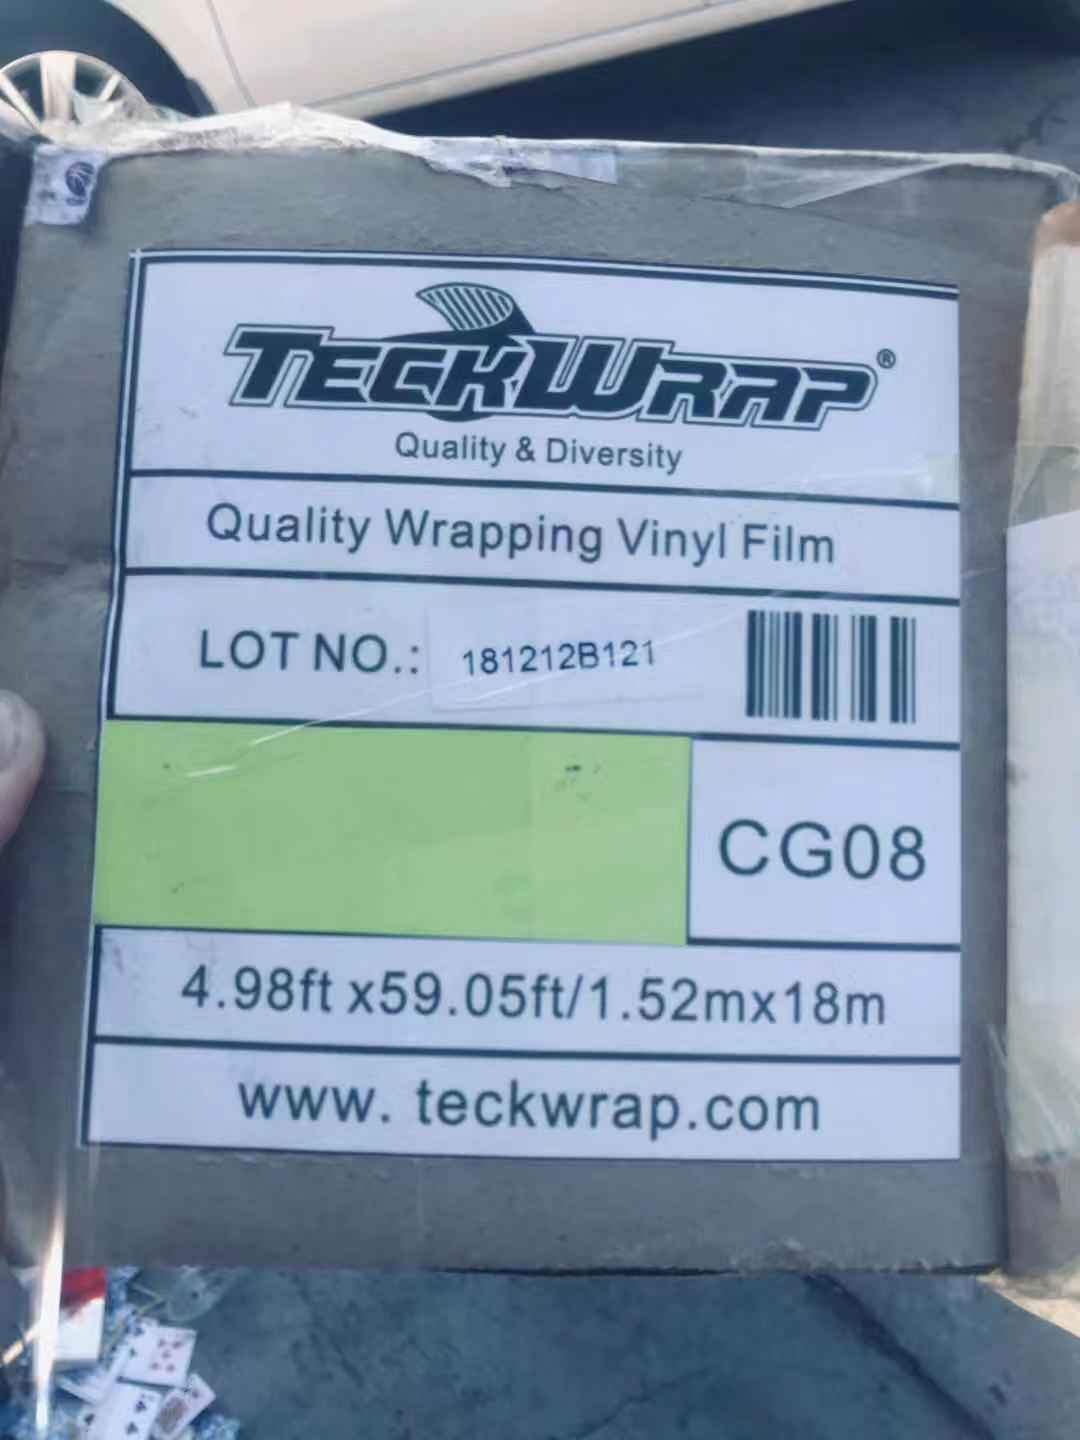 TECKWRAP®
Quality & Diversity
Quality Wrapping Vinyl Film
LOT NO.: 181212B121
CG08
4.98ft x59.05ft/1.52mx18m
www. teckwrap.com